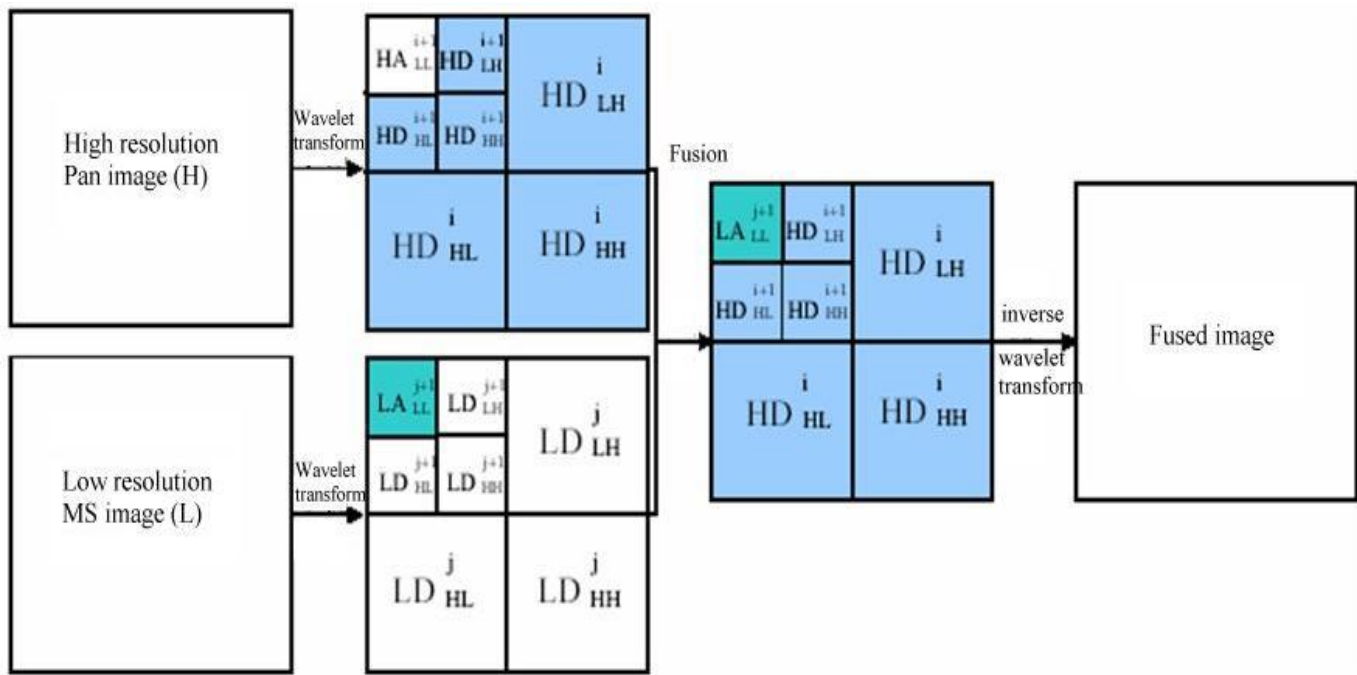 High resolution
Pan image (H)
Wavelet
transform
HA i+1 LL
HD i+1 LH
HD i LH
HD i+1 HL
HD i+1 HH
HD i HL
HD i HH
Low resolution
MS image (L)
Wavelet
transform
LA j+1 LL
LD j+1 LH
LD j LH
LD j+1 HL
LD j+1 HH
LD j HL
LD j HH
Fusion
LA j+1 LL
HD i+1 LH
HD i LH
HD i+1 HL
HD i+1 HH
HD i HL
HD i HH
inverse
wavelet
transform
Fused image